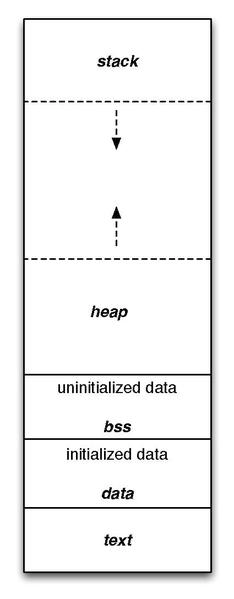 stack
heap
uninitialized data
bss
initialized data
data
text